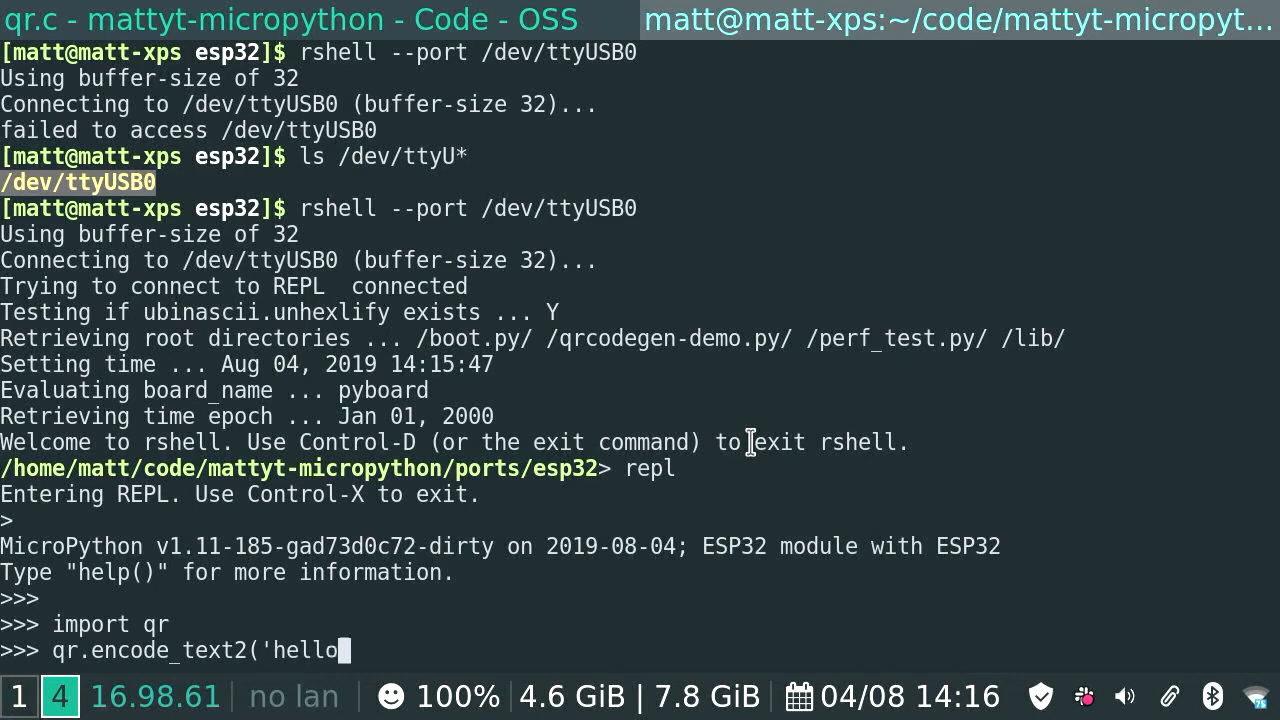 qr.c - mattyt-micropython - Code - OSS
matt@matt-xps:~/code/mattyt-micropyt...
[matt@matt-xps esp32]$ rshell --port /dev/ttyUSB0
Using buffer-size of 32
Connecting to /dev/ttyUSB0 (buffer-size 32)...
failed to access /dev/ttyUSB0
[matt@matt-xps esp32]$ ls /dev/ttyU*
/dev/ttyUSB0
[matt@matt-xps esp32]$ rshell --port /dev/ttyUSB0
Using buffer-size of 32
Connecting to /dev/ttyUSB0 (buffer-size 32)...
Trying to connect to REPL  connected
Testing if ubinascii.unhexlify exists ... Y
Retrieving root directories ... /boot.py/ /qrcodegen-demo.py/ /perf_test.py/ /lib/
Setting time ... Aug 04, 2019 14:15:47
Evaluating board_name ... pyboard
Retrieving time epoch ... Jan 01, 2000
Welcome to rshell. Use Control-D (or the exit command) to exit rshell.
/home/matt/code/mattyt-micropython/ports/esp32> repl
Entering REPL. Use Control-X to exit.
>
MicroPython v1.11-185-gad73d0c72-dirty on 2019-08-04; ESP32 module with ESP32
Type "help()" for more information.
>>>
>>> import qr
>>> qr.encode_text2('hello
1 4 16.98.61 no lan 100% 4.6 GiB | 7.8 GiB 04/08 14:16